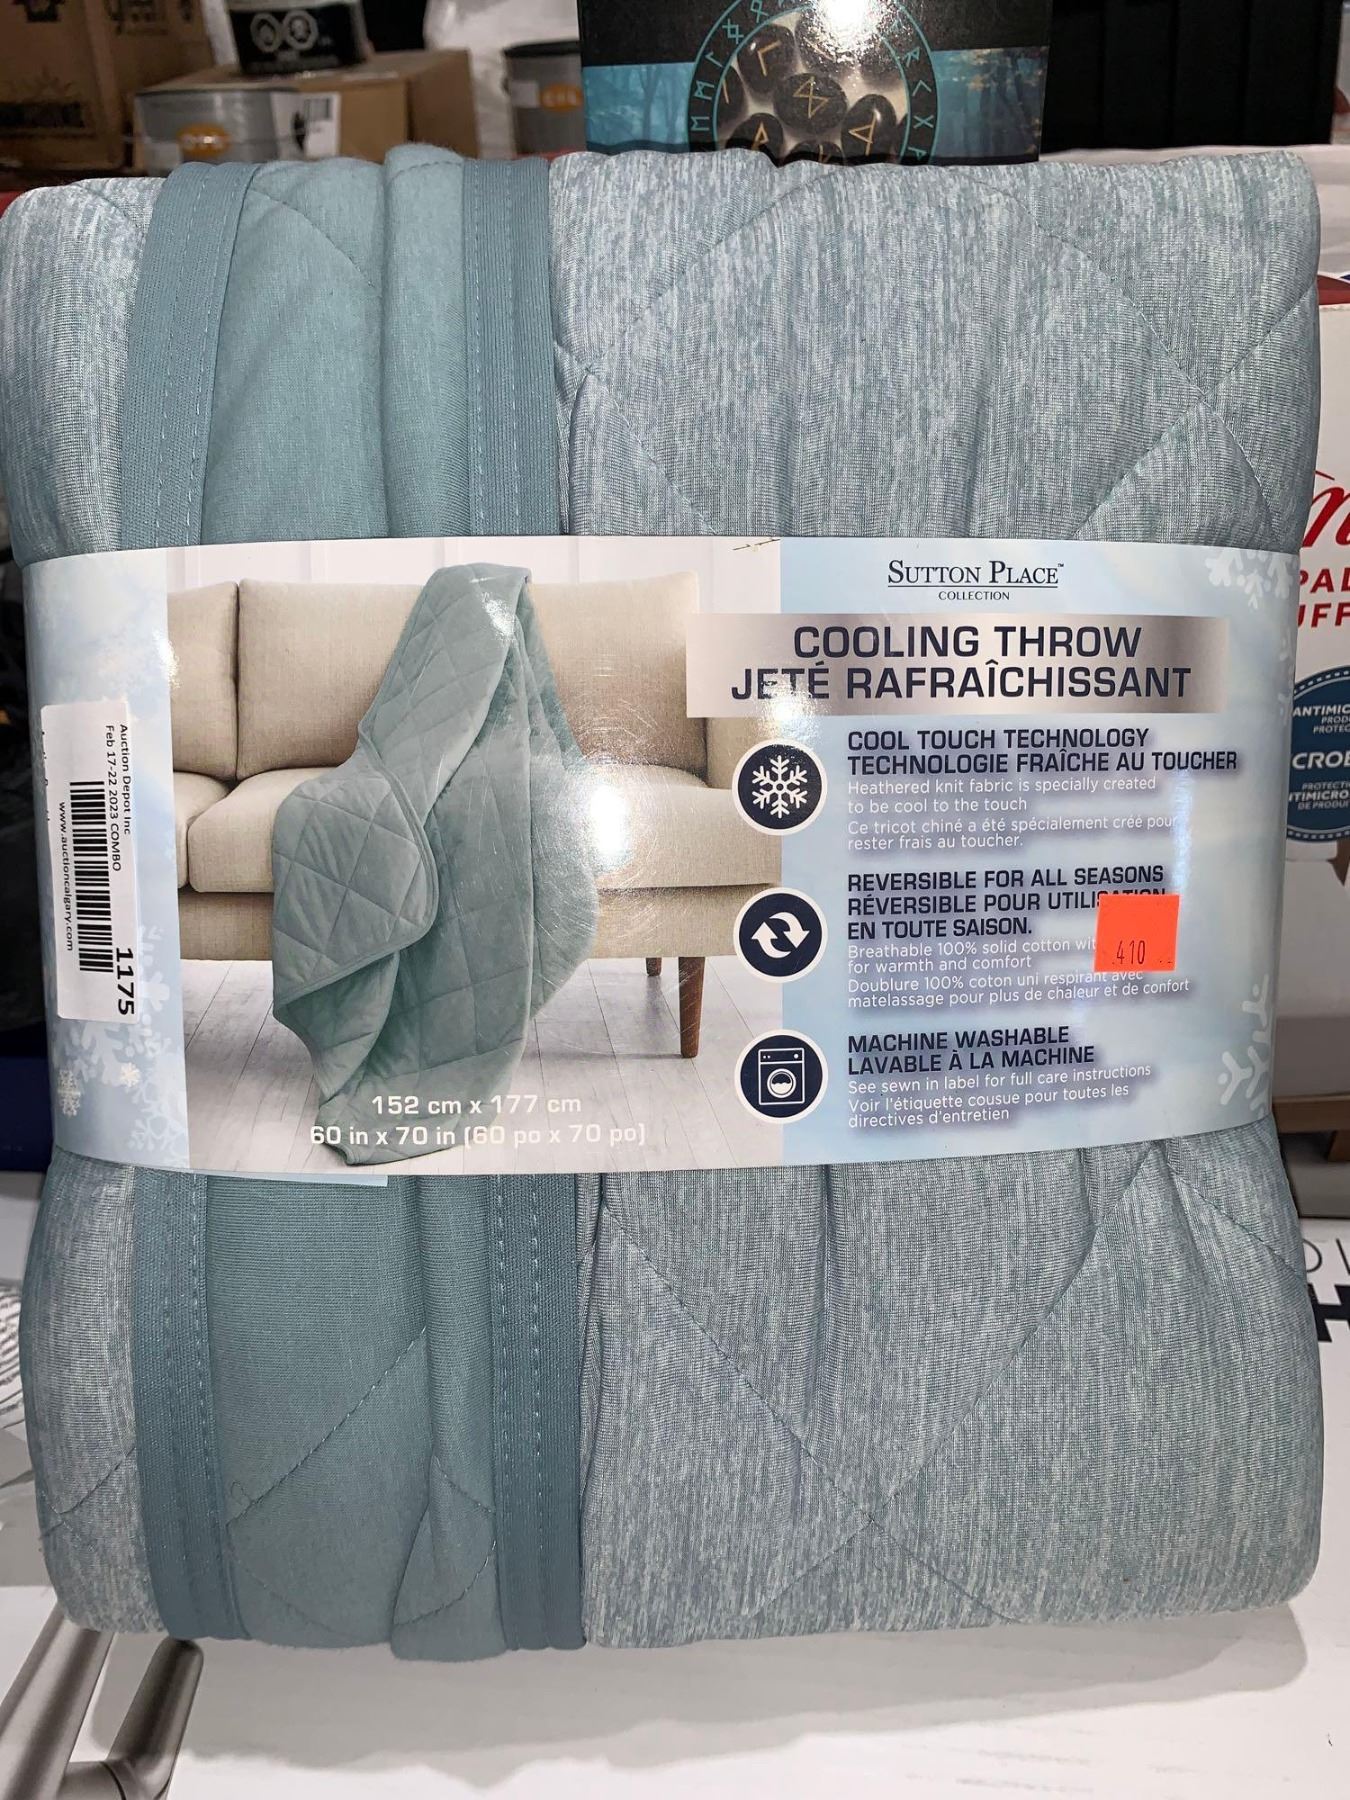 SUTTON PLACE™
COLLECTION
COOLING THROW
JETÉ RAFRAÎCHISSANT
COOL TOUCH TECHNOLOGY
TECHNOLOGIE FRAÎCHE AU TOUCHER
Heathered knit fabric is specially created
to be cool to the touch
Ce tricot chiné a été spécialement créé pour
rester frais au toucher.
REVERSIBLE FOR ALL SEASONS
RÉVERSIBLE POUR UTILISATION
EN TOUTE SAISON.
Breathable 100% solid cotton
for warmth and comfort
Doublure 100% coton uni respirant avec
matelassage pour plus de chaleur et de confort
410
MACHINE WASHABLE
LAVABLE À LA MACHINE
See sewn in label for full care instructions
Voir l'étiquette cousue pour toutes les
directives d'entretien
152 cm x 177 cm
60 in x 70 in (60 po x 70 po)
Auction Depot Inc
Feb 17-22 2023 COMBO
1175
www.auctioncalgary.com